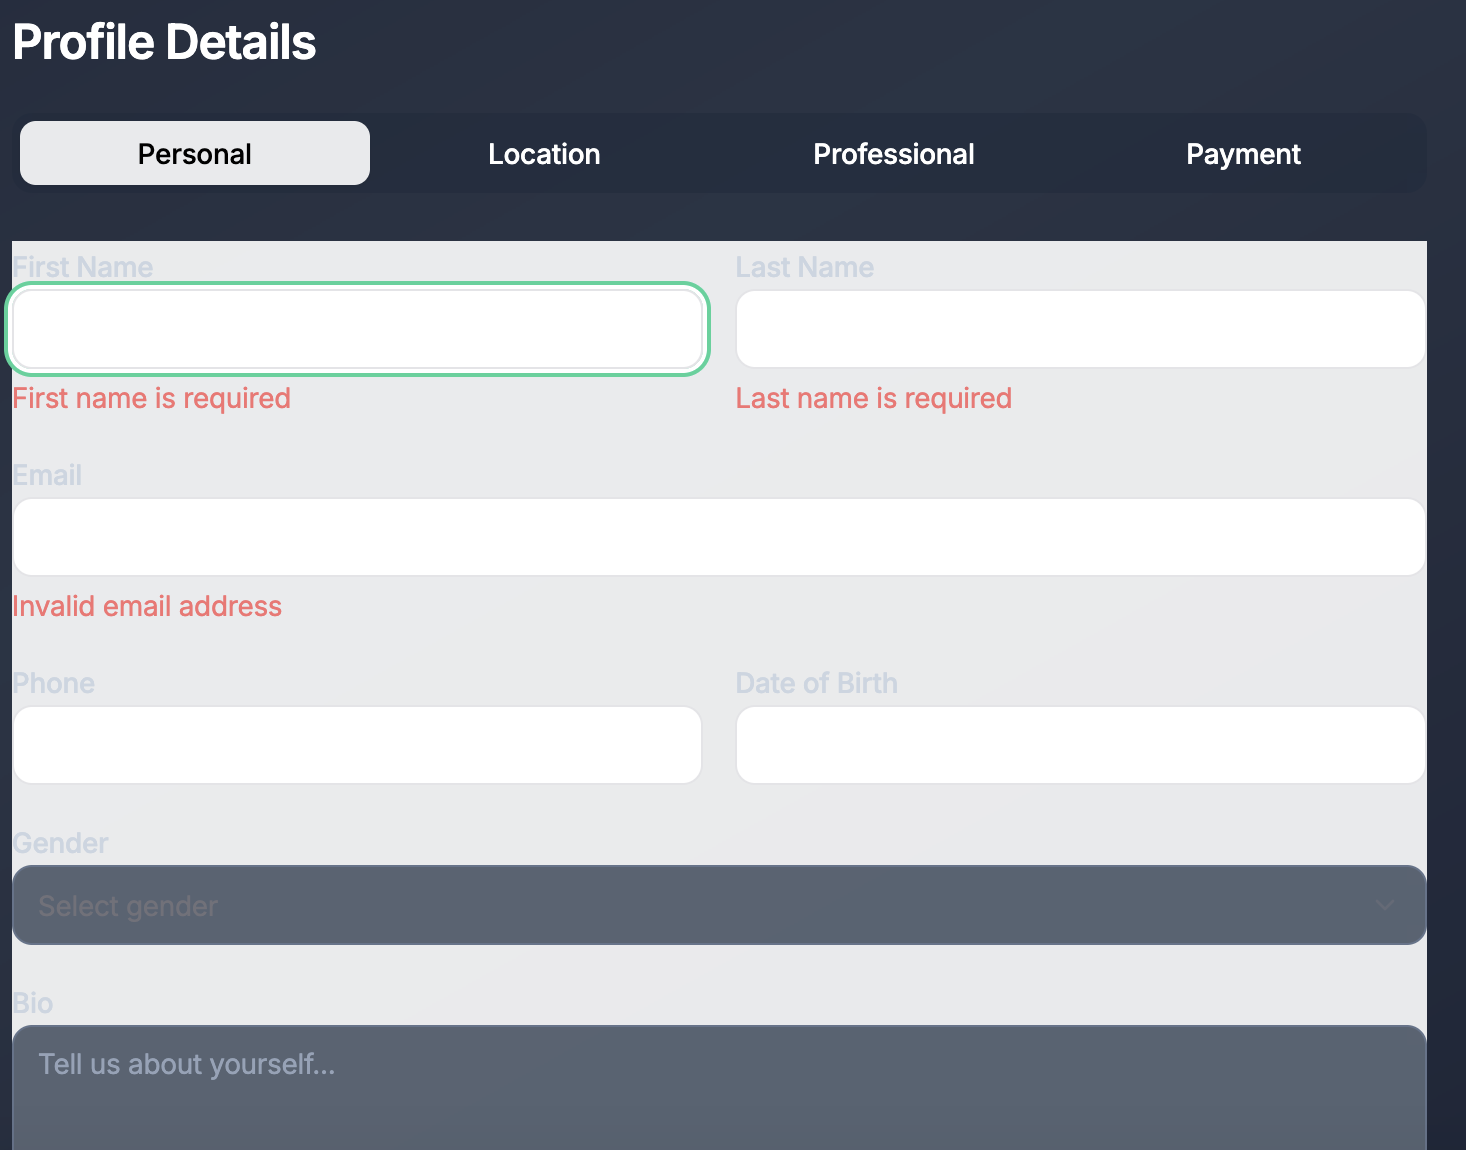 Profile Details
Personal
Location
Professional
Payment
First Name
Last Name
First name is required
Last name is required
Email
Invalid email address
Phone
Date of Birth
Gender
Select gender
Bio
Tell us about yourself...